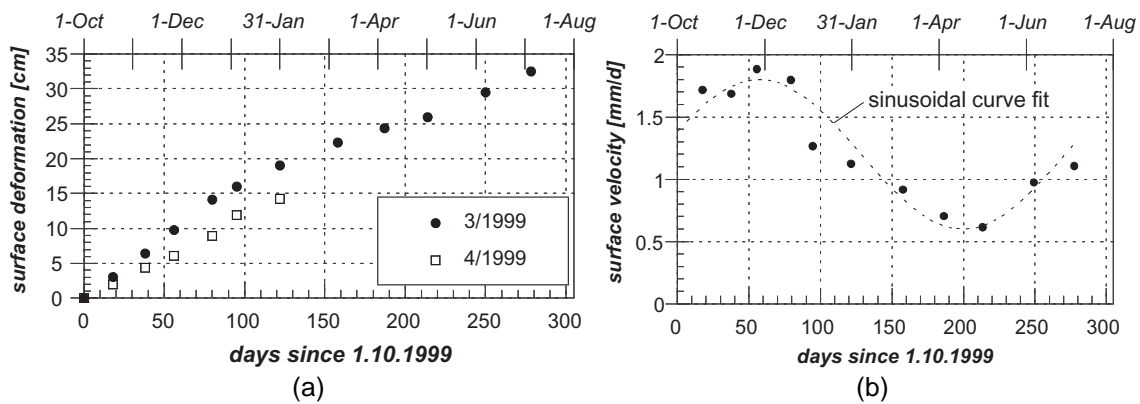 1-Oct 1-Dec 31-Jan 1-Apr 1-Jun 1-Aug
35
30
25
20
15
10
5
0
surface deformation [cm]
3/1999
4/1999
0 50 100 150 200 250 300
days since 1.10.1999
(a)
1-Oct 1-Dec 31-Jan 1-Apr 1-Jun 1-Aug
2
1.5
1
0.5
0
surface velocity [mm/d]
sinusoidal curve fit
0 50 100 150 200 250 300
days since 1.10.1999
(b)